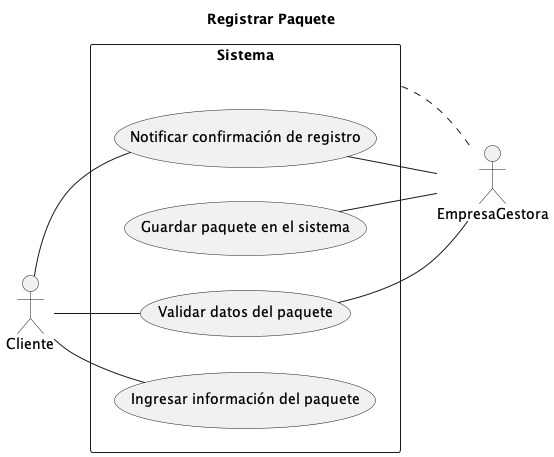 Registrar Paquete
Sistema
Notificar confirmación de registro
Guardar paquete en el sistema
EmpresaGestora
Validar datos del paquete
Cliente
Ingresar información del paquete